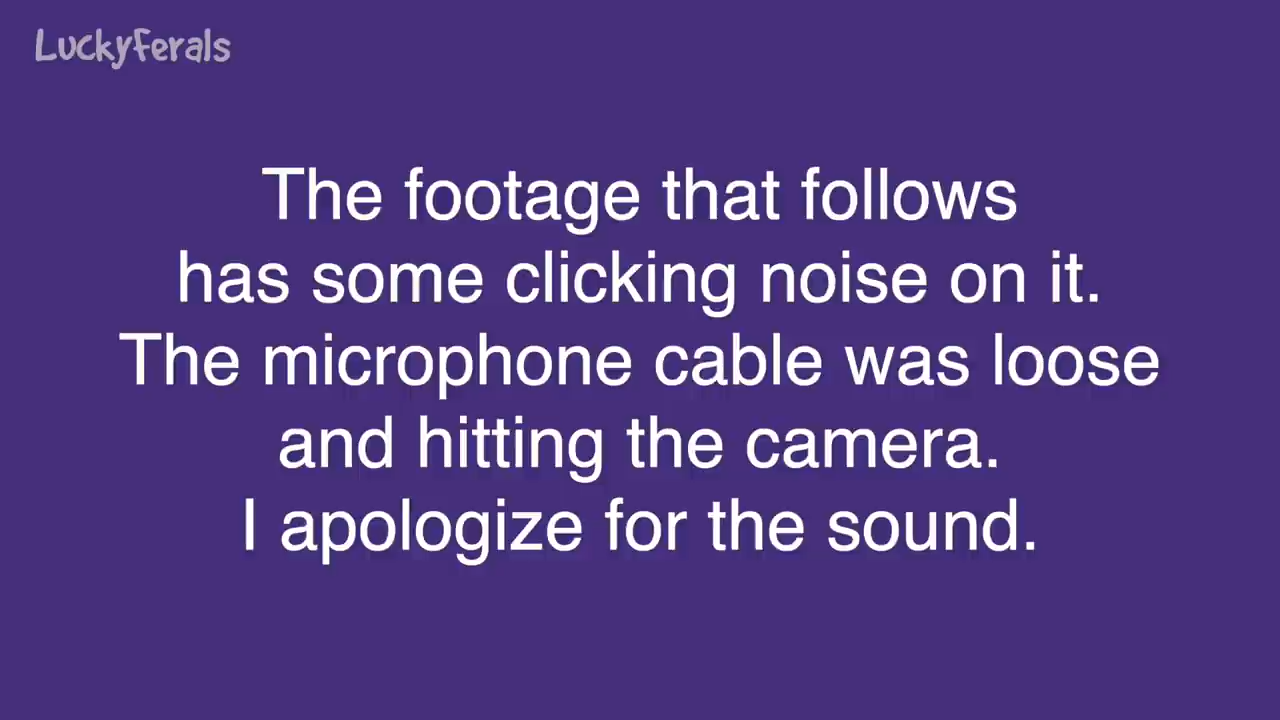 LuckyFerals
The footage that follows
has some clicking noise on it.
The microphone cable was loose
and hitting the camera.
I apologize for the sound.